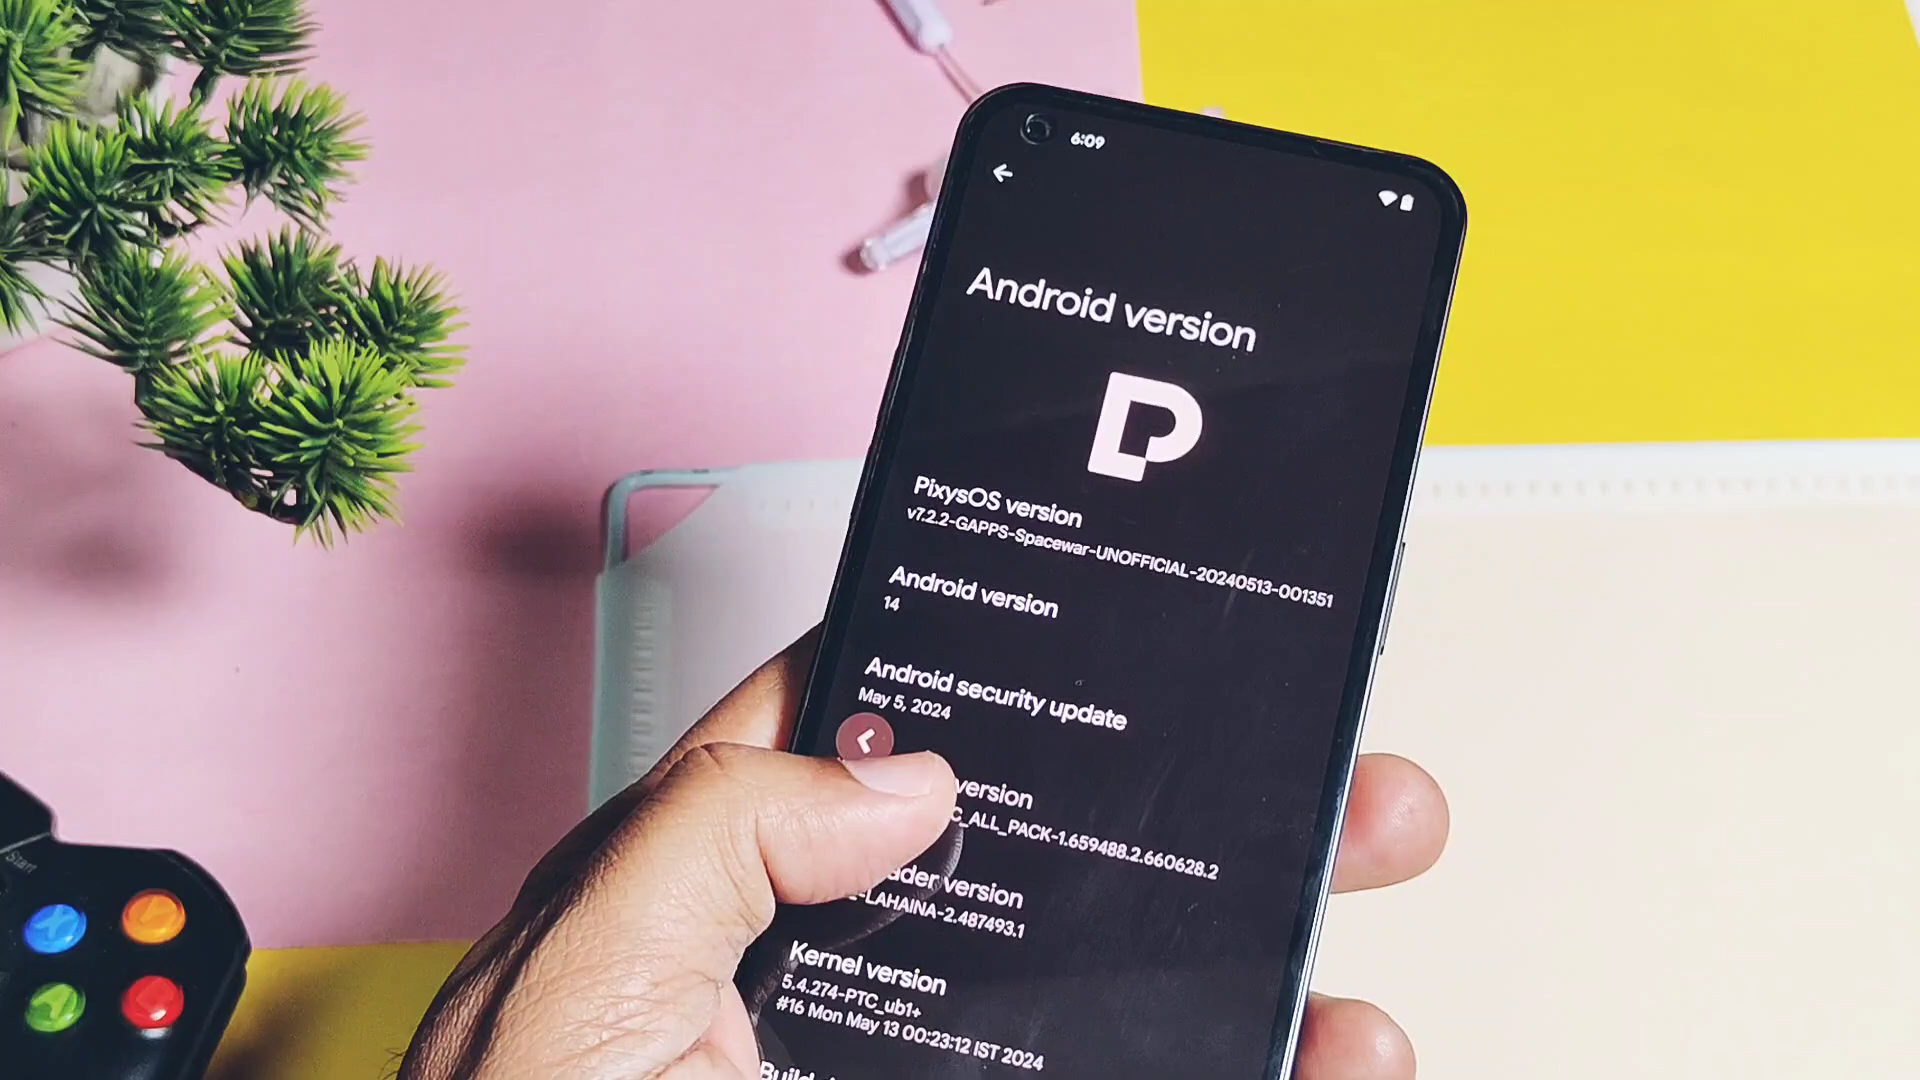 6:09
Android version
PixysOS version
v7.2.2-GAPPS-Spacewar-UNOFFICIAL-20240513-001351
Android version
14
Android security update
May 5, 2024
version
C_ALL_PACK-1.659488.2.660628.2
ader version
-LAHAINA-2.487493.1
Kernel version
5.4.274-PTC_ub1+
#16 Mon May 13 00:23:12 IST 2024
Build
Start
X
Y
A
B